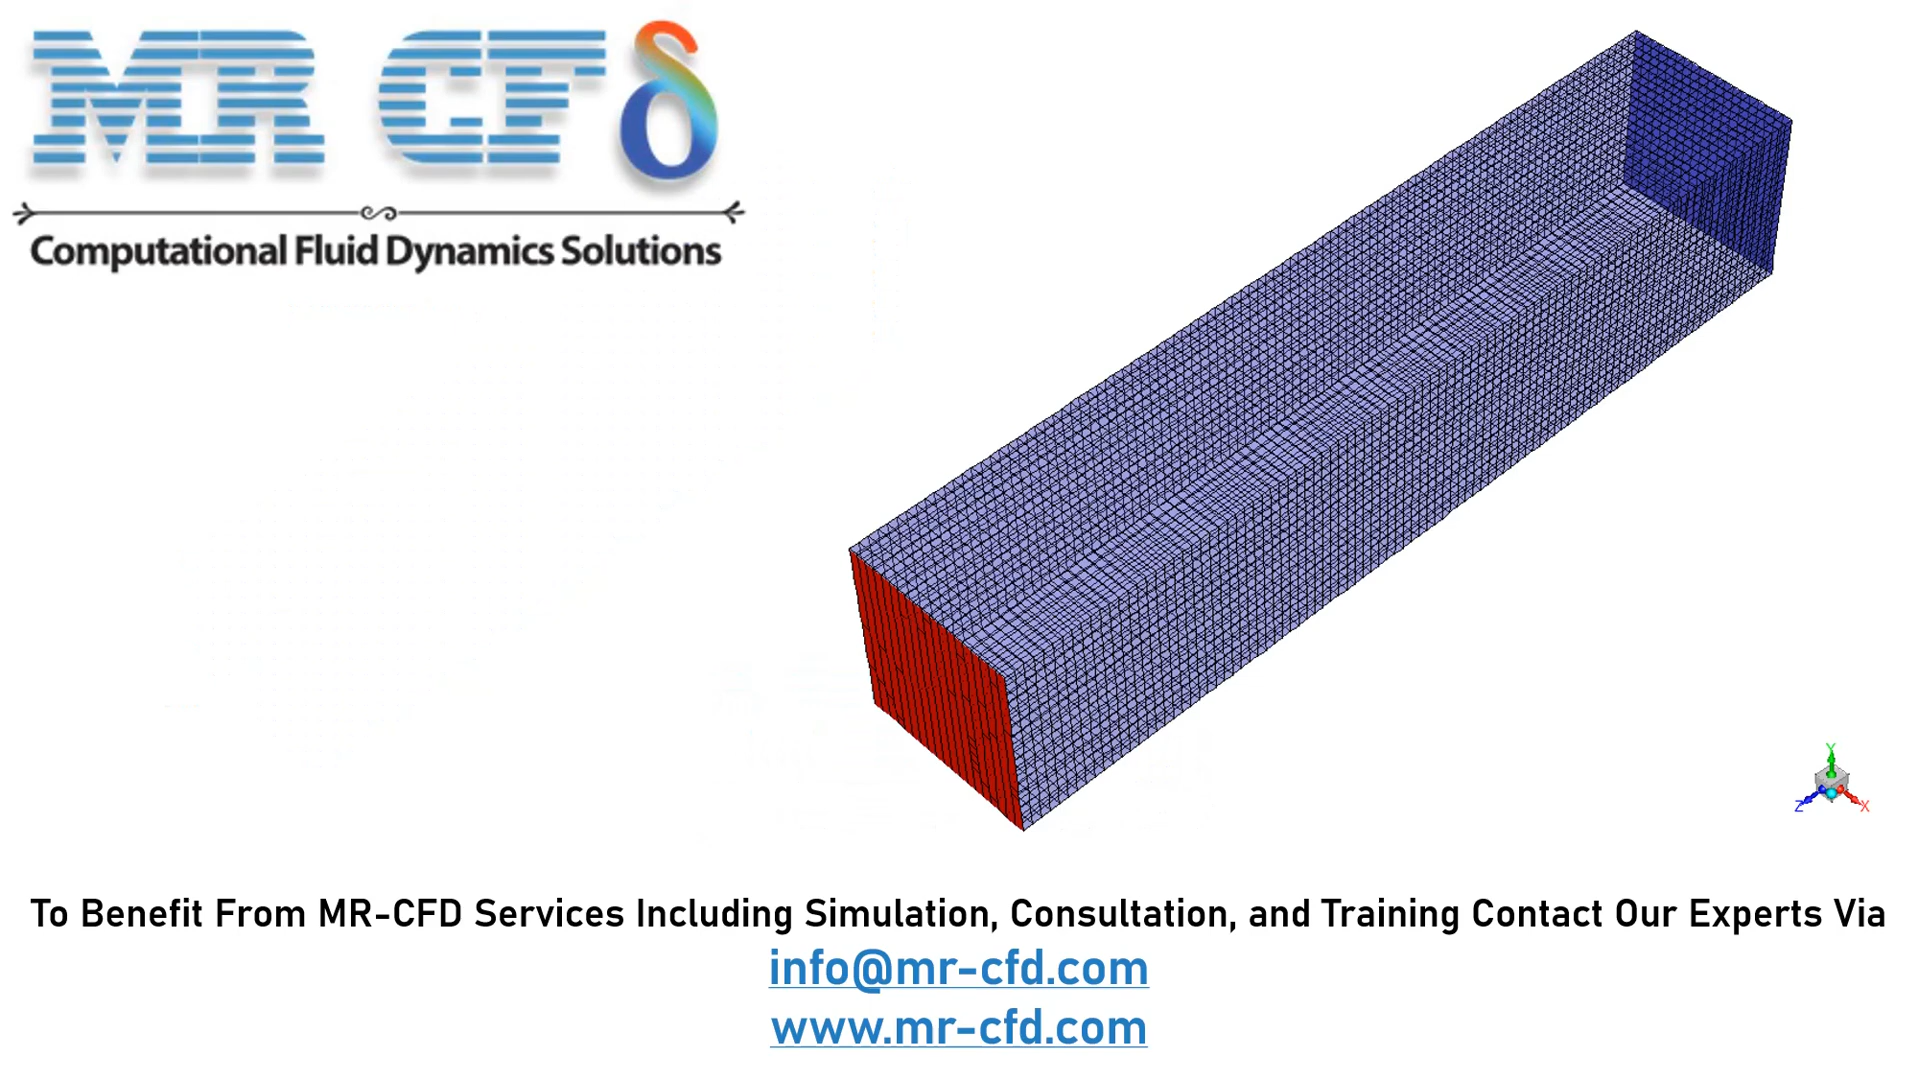 MR CFδ
Computational Fluid Dynamics Solutions
Y
Z
X
To Benefit From MR-CFD Services Including Simulation, Consultation, and Training Contact Our Experts Via
info@mr-cfd.com
www.mr-cfd.com